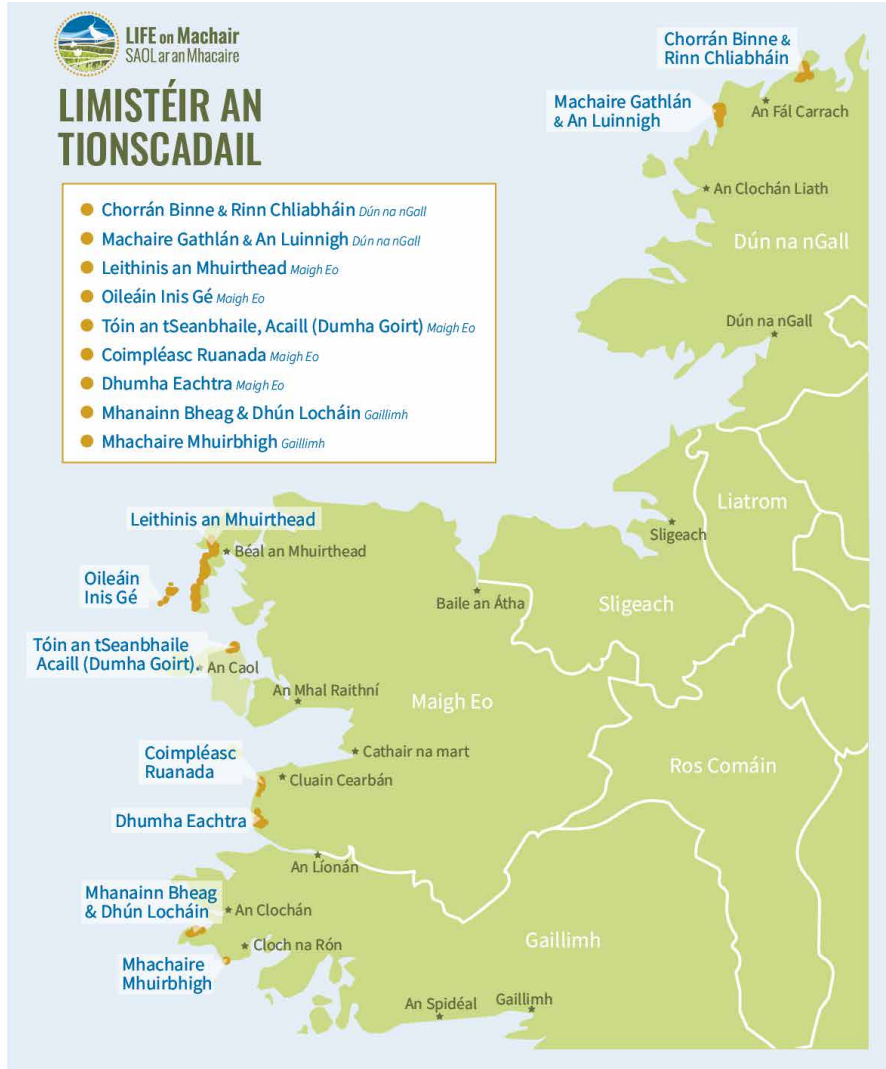 LIFE on Machair
SAOL ar an Mhacaire
LIMISTÉIR AN
TIONSCADAIL
Chorrán Binne & Rinn Chliabháin Dún na nGall
Machaire Gathlán & An Luinnigh Dún na nGall
Leithinis an Mhuirthead Maigh Eo
Oileáin Inis Gé Maigh Eo
Tóin an tSeanbhaile, Acaill (Dumha Goirt) Maigh Eo
Coimpléasc Ruanada Maigh Eo
Dhumha Eachtra Maigh Eo
Mhanainn Bheag & Dhún Locháin Gaillimh
Mhachaire Mhuirbhigh Gaillimh
Chorrán Binne &
Rinn Chliabháin
Machaire Gathlán
& An Luinnigh
An Fál Carrach
An Clochán Liath
Dún na nGall
Dún na nGall
Liatrom
Sligeach
Leithinis an Mhuirthead
Béal an Mhuirthead
Oileáin
Inis Gé
Baile an Átha
Sligeach
Tóin an tSeanbhaile
Acaill (Dumha Goirt).
An Caol
An Mhal Raithní
Maigh Eo
Cathair na mart
Coimpléasc
Ruanada
Cluain Cearbán
Ros Comáin
Dhumha Eachtra
An Líonán
Mhanainn Bheag
& Dhún Locháin
An Clochán
Cloch na Rón
Gaillimh
Mhachaire
Mhuirbhigh
An Spidéal
Gaillimh